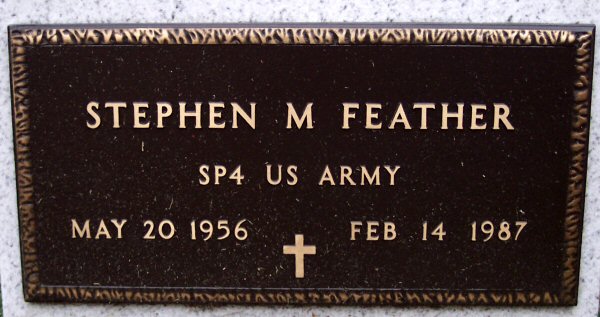 STEPHEN M FEATHER
SP4 US ARMY
MAY 20 1956 FEB 14 1987